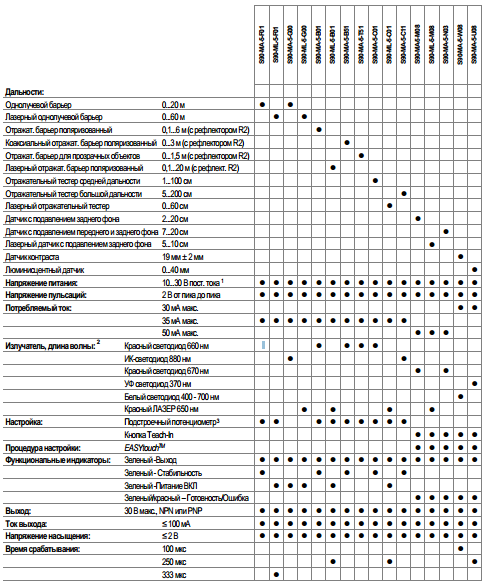 S90-MA-5-F01
S90-ML-5-F01
S90-MA-5-G00
S90-ML-5-G00
S90-MA-5-B01
S90-ML-5-B01
S90-MA-5-T51
S90-MA-5-C01
S90-ML-5-C01
S90-MA-5-C11
S90-MA-5-M08
S90-ML-5-M08
S90-MA-5-N03
S90-MA-5-W08
S90-MA-5-U08
Дальности:
Однолучевой барьер 0...20 м
Лазерный однолучевой барьер 0...60 м
Отражат. барьер поляризованный 0,1...6 м (с рефлектором R2)
Коаксиальный отражат. барьер поляризованный 0...3 м (с рефлектором R2)
Отражат. барьер для прозрачных объектов 0...1,5 м (с рефлектором R2)
Лазерный отражат. барьер поляризованный 0,1...20 м (с рефлект. R2)
Отражательный тестер средней дальности 1...100 см
Отражательный тестер большой дальности 5...200 см
Лазерный отражательный тестер 0...60 см
Датчик с подавлением заднего фона 2...20 см
Датчик с подавлением переднего и заднего фона 7...20 см
Лазерный датчик с подавлением заднего фона 5...10 см
Датчик контраста 19 мм ± 2 мм
Люминисцентный датчик 0...40 мм
Напряжение питания: 10...30 В пост. тока 1
Напряжение пульсаций: 2 В от пика до пика
Потребляемый ток: 30 мА макс.
35 мА макс.
50 мА макс.
Излучатель, длина волны: 2 Красный светодиод 660 нм
ИК-светодиод 880 нм
Красный светодиод 670 нм
УФ светодиод 370 нм
Белый светодиод 400 - 700 нм
Красный ЛАЗЕР 650 нм
Настройка: Подстроечный потенциометр3
Кнопка Teach-In
Процедура настройки: EASYtouch™
Функциональные индикаторы: Зеленый -Выход
Зеленый - Стабильность
Зеленый -Питание ВКЛ
Зеленый/красный – Готовность/Ошибка
Выход: 30 В макс., NPN или PNP
Ток выхода: ≤ 100 мА
Напряжение насыщения: ≤ 2 В
Время срабатывания: 100 мкс
250 мкс
333 мкс